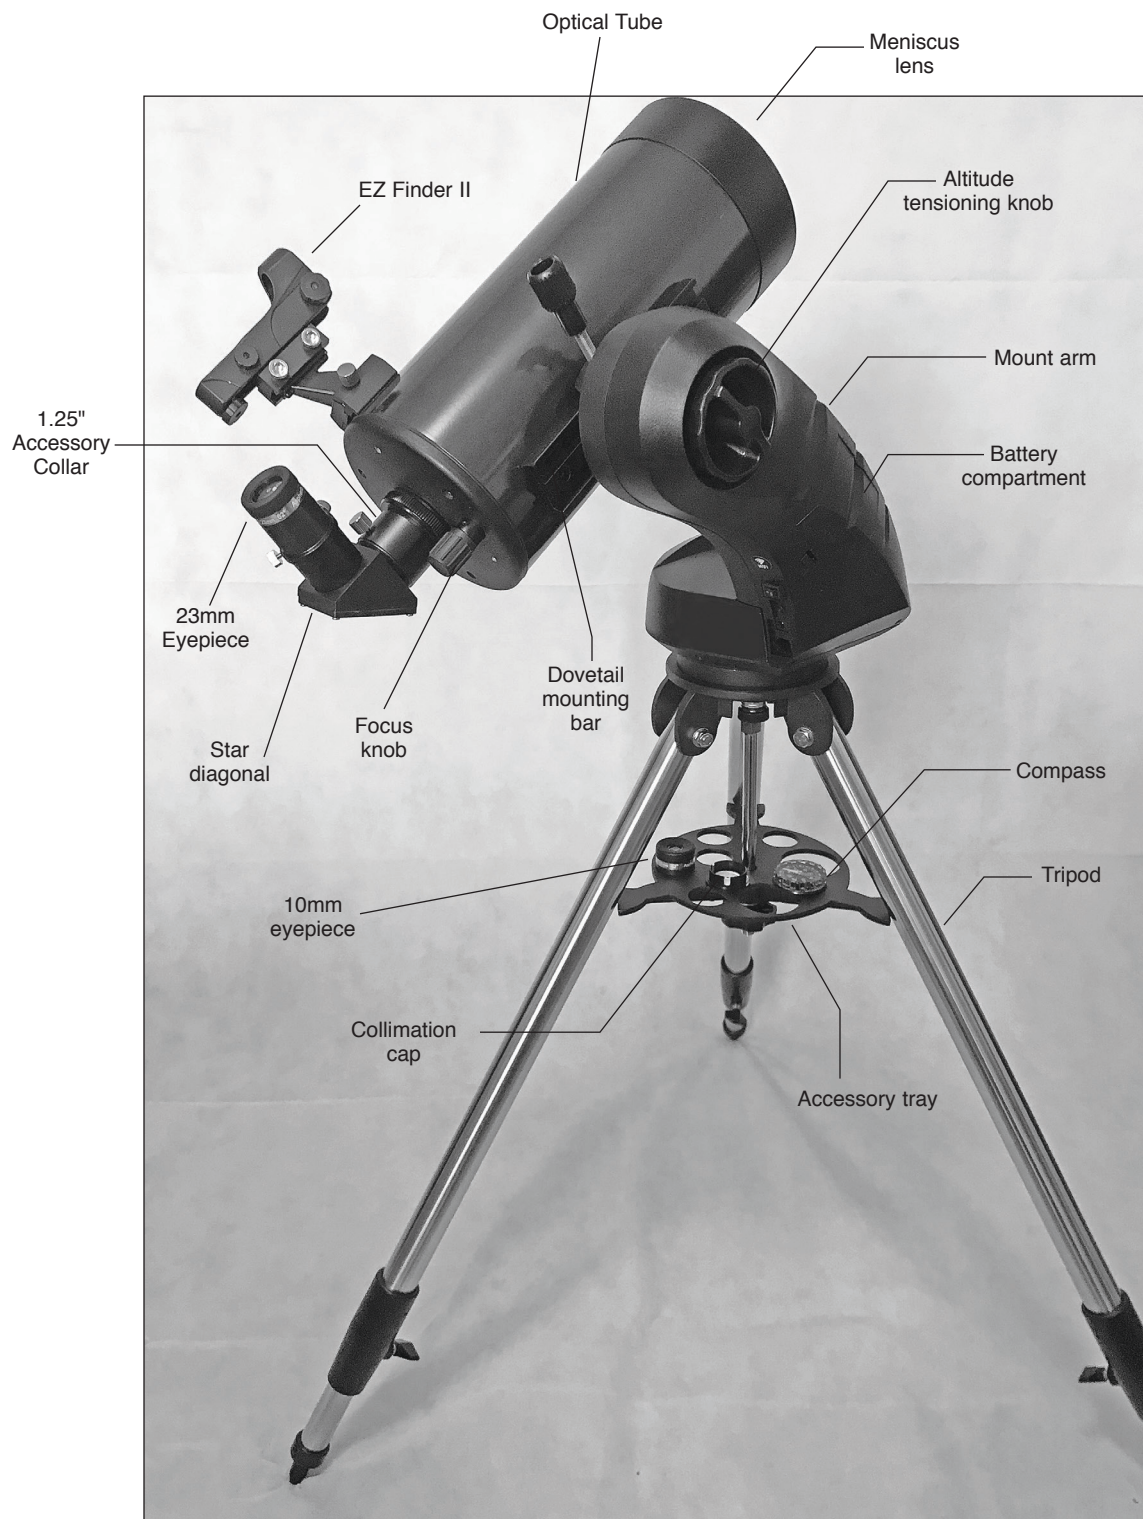 Optical Tube
Meniscus
lens
EZ Finder II
Altitude
tensioning knob
Mount arm
1.25"
Accessory
Collar
Battery
compartment
23mm
Eyepiece
Dovetail
mounting
bar
Focus
knob
Star
diagonal
Compass
Tripod
10mm
eyepiece
Collimation
cap
Accessory tray